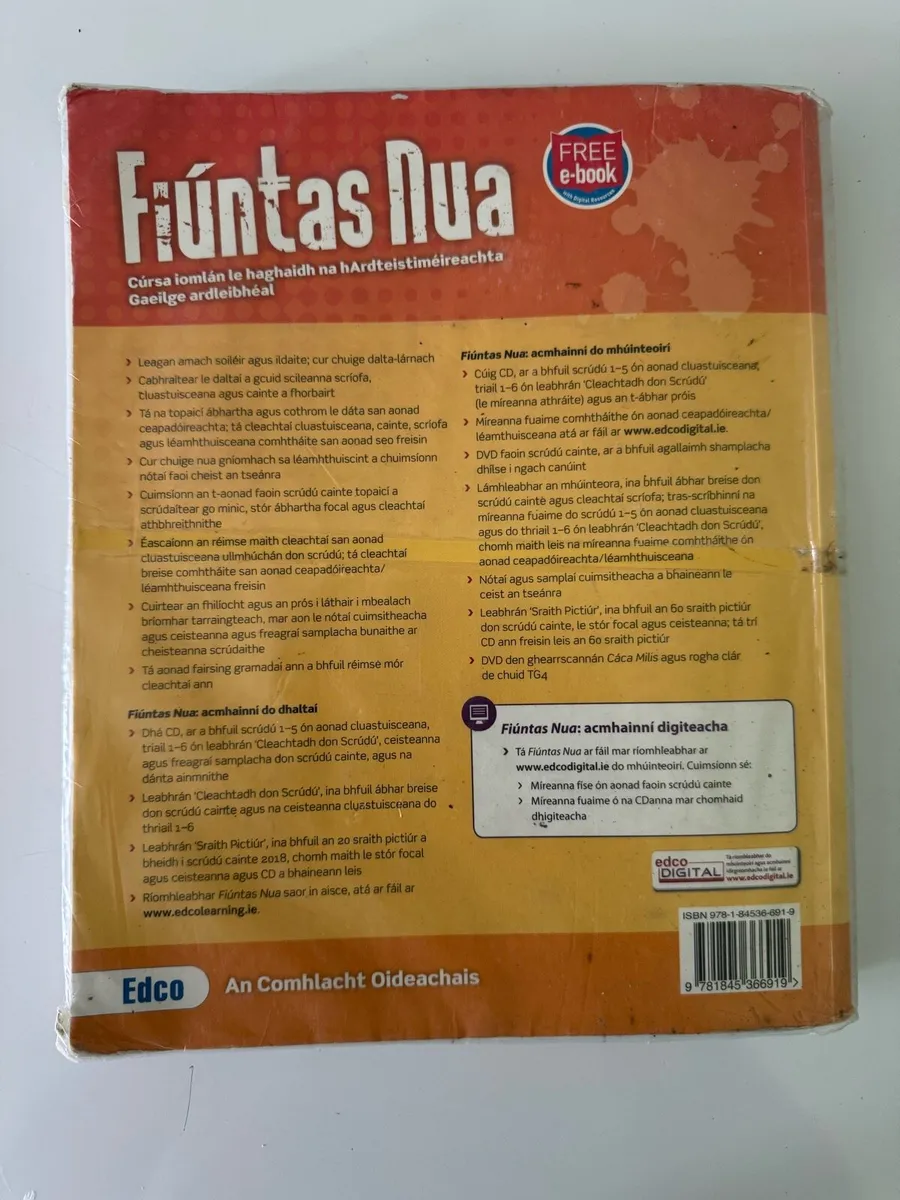 Fiúntas Nua
FREE
e-book
with Digital Resources
Cúrsa iomlán le haghaidh na hArdteistiméireachta
Gaeilge ardleibhéal
› Leagan amach soiléir agus ildaite; cur chuige dalta-lárnach
› Cabhraítear le daltaí a gcuid scileanna scríofa,
cluastuisceana agus cainte a fhorbairt
› Tá na topaicí ábhartha agus cothrom le dáta san aonad
ceapadóireachta; tá cleachtaí cluastuisceana, cainte, scríofa
agus léamhthuisceana comhtháite san aonad seo freisin
› Cur chuige nua gníomhach sa léamhthuiscint a chuimsíonn
nótaí faoi cheist an tseánra
› Cuimsíonn an t-aonad faoin scrúdú cainte topaicí a
scrúdaítear go minic, stór ábhartha focal agus cleachtaí
athbhreithnithe
› Éascaíonn an réimse maith cleachtaí san aonad
cluastuisceana ullmhúchán don scrúdú; tá cleachtaí
breise comhtháite san aonad ceapadóireachta/
léamhthuisceana freisin
› Cuirtear an fhilíocht agus an prós i láthair i mbealach
bríomhar tarraingteach, mar aon le nótaí cuimsitheacha
agus ceisteanna agus freagraí samplacha bunaithe ar
cheisteanna scrúdaithe
› Tá aonad fairsing gramadaí ann a bhfuil réimse mór
cleachtaí ann
Fiúntas Nua: acmhainní do dhaltaí
› Dhá CD, ar a bhfuil scrúdú 1–5 ón aonad cluastuisceana,
triail 1–6 ón leabhrán 'Cleachtadh don Scrúdú', ceisteanna
agus freagraí samplacha don scrúdú cainte, agus na
dánta ainmnithe
› Leabhrán 'Cleachtadh don Scrúdú', ina bhfuil ábhar breise
don scrúdú cainte agus na ceisteanna cluastuisceana do
thriail 1–6
› Leabhrán 'Sraith Pictiúr', ina bhfuil an 20 sraith pictiúr a
bheidh i scrúdú cainte 2018, chomh maith le stór focal
agus ceisteanna agus CD a bhaineann leis
› Ríomhleabhar Fiúntas Nua saor in aisce, atá ar fáil ar
www.edcolearning.ie.
Fiúntas Nua: acmhainní do mhúinteoirí
› Cúig CD, ar a bhfuil scrúdú 1–5 ón aonad cluastuisceana,
triail 1–6 ón leabhrán 'Cleachtadh don Scrúdú'
(le míreanna athráite) agus an t-ábhar próis
› Míreanna fuaime comhtháithe ón aonad ceapadóireachta/
léamhthuisceana atá ar fáil ar www.edcodigital.ie.
› DVD faoin scrúdú cainte, ar a bhfuil agallaimh shamplacha
dhílse i ngach canúint
› Lámhleabhar an mhúinteora, ina bhfuil ábhar breise don
scrúdú cainte agus cleachtaí scríofa; tras-scríbhinní na
míreanna fuaime do scrúdú 1–5 ón aonad cluastuisceana
agus do thriail 1–6 ón leabhrán 'Cleachtadh don Scrúdú',
chomh maith leis na míreanna fuaime comhtháithe ón
aonad ceapadóireachta/léamhthuisceana
› Nótaí agus samplaí cuimsitheacha a bhaineann le
ceist an tseánra
› Leabhrán 'Sraith Pictiúr', ina bhfuil an 60 sraith pictiúr
don scrúdú cainte, le stór focal agus ceisteanna; tá trí
CD ann freisin leis an 60 sraith pictiúr
› DVD den ghearrscannán Cáca Milis agus rogha clár
de chuid TG4
Fiúntas Nua: acmhainní digiteacha
› Tá Fiúntas Nua ar fáil mar ríomhleabhar ar
www.edcodigital.ie do mhúinteoirí. Cuimsíonn sé:
› Míreanna físe ón aonad faoin scrúdú cainte
› Míreanna fuaime ó na CDanna mar chomhaid
dhigiteacha
edco
DIGITAL
Tá ríomhleabhar do
mhúinteoirí agus acmhainní
idirghníomhacha le fáil ar
www.edcodigital.ie
ISBN 978-1-84536-691-9
9 781845 366919 >
Edco
An Comhlacht Oideachais